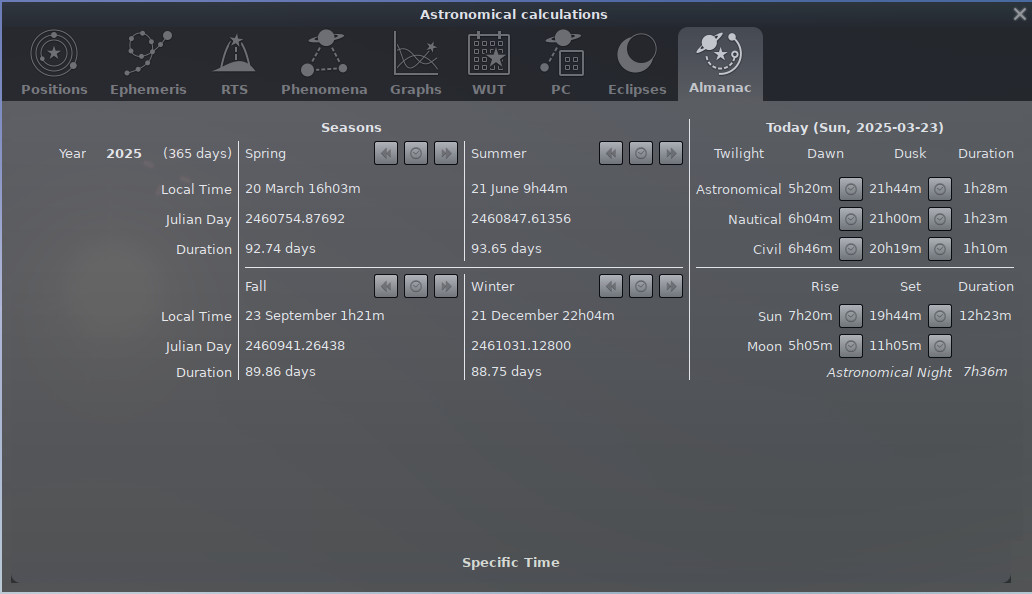 Astronomical calculations
Positions Ephemeris RTS Phenomena Graphs WUT PC Eclipses Almanac
Seasons
Year 2025 (365 days) Spring Summer
Local Time 20 March 16h03m 21 June 9h44m
Julian Day 2460754.87692 2460847.61356
Duration 92.74 days 93.65 days
Fall Winter
Local Time 23 September 1h21m 21 December 22h04m
Julian Day 2460941.26438 2461031.12800
Duration 89.86 days 88.75 days
Today (Sun, 2025-03-23)
Twilight Dawn Dusk Duration
Astronomical 5h20m 21h44m 1h28m
Nautical 6h04m 21h00m 1h23m
Civil 6h46m 20h19m 1h10m
Rise Set Duration
Sun 7h20m 19h44m 12h23m
Moon 5h05m 11h05m
Astronomical Night 7h36m
Specific Time